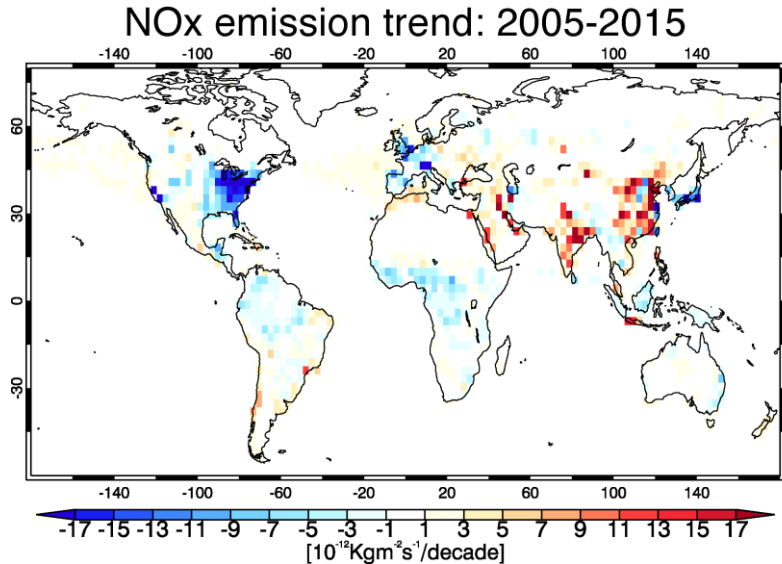 NOx emission trend: 2005-2015
-140 -100 -60 -20 20 60 100 140
60
30
0
-30
-140 -100 -60 -20 20 60 100 140
-17 -15 -13 -11 -9 -7 -5 -3 -1 1 3 5 7 9 11 13 15 17
[10⁻¹²Kgm⁻²s⁻¹/decade]